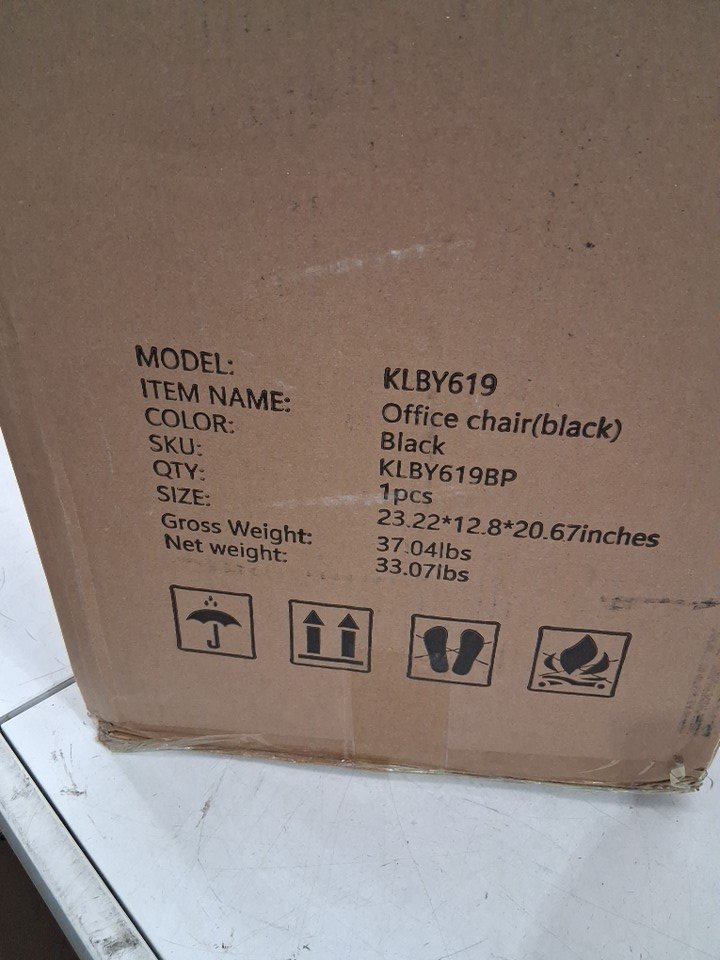 MODEL: KLBY619
ITEM NAME: Office chair(black)
COLOR: Black
SKU: KLBY619BP
QTY: 1pcs
SIZE: 23.22*12.8*20.67inches
Gross Weight: 37.04lbs
Net weight: 33.07lbs